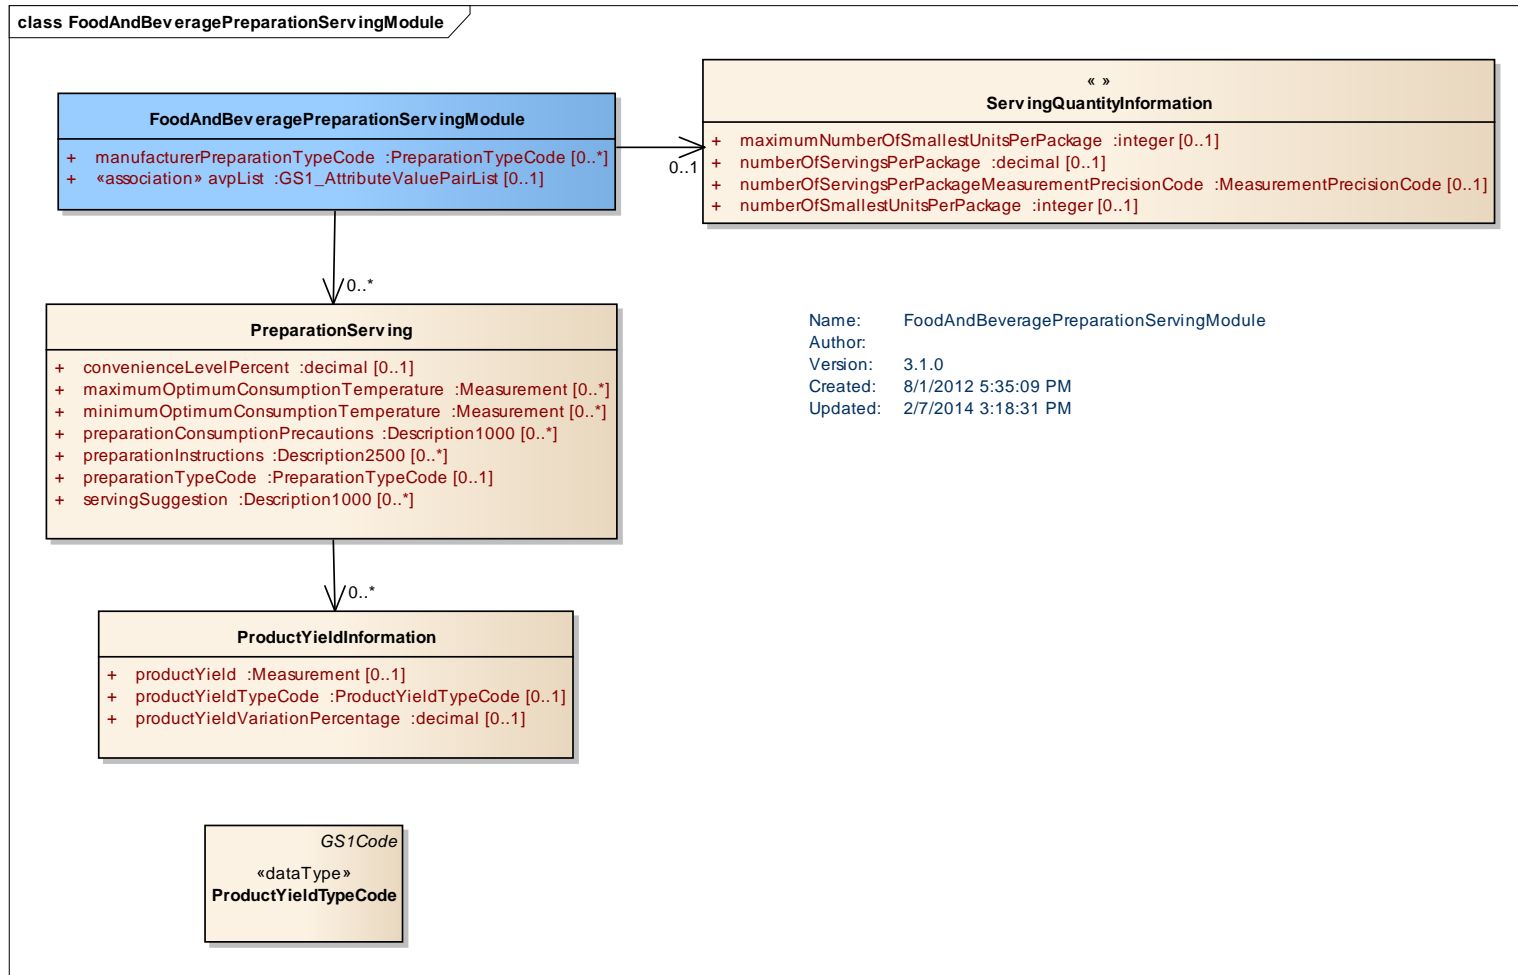 class FoodAndBeveragePreparationServingModule
FoodAndBeveragePreparationServingModule
+ manufacturerPreparationTypeCode :PreparationTypeCode [0..*]
+ «association» avpList :GS1_AttributeValuePairList [0..1]
0..1
« »
ServingQuantityInformation
+ maximumNumberOfSmallestUnitsPerPackage :integer [0..1]
+ numberOfServingsPerPackage :decimal [0..1]
+ numberOfServingsPerPackageMeasurementPrecisionCode :MeasurementPrecisionCode [0..1]
+ numberOfSmallestUnitsPerPackage :integer [0..1]
0..*
PreparationServing
+ convenienceLevelPercent :decimal [0..1]
+ maximumOptimumConsumptionTemperature :Measurement [0..*]
+ minimumOptimumConsumptionTemperature :Measurement [0..*]
+ preparationConsumptionPrecautions :Description1000 [0..*]
+ preparationInstructions :Description2500 [0..*]
+ preparationTypeCode :PreparationTypeCode [0..1]
+ servingSuggestion :Description1000 [0..*]
Name: FoodAndBeveragePreparationServingModule
Author:
Version: 3.1.0
Created: 8/1/2012 5:35:09 PM
Updated: 2/7/2014 3:18:31 PM
0..*
ProductYieldInformation
+ productYield :Measurement [0..1]
+ productYieldTypeCode :ProductYieldTypeCode [0..1]
+ productYieldVariationPercentage :decimal [0..1]
GS1Code
«dataType»
ProductYieldTypeCode